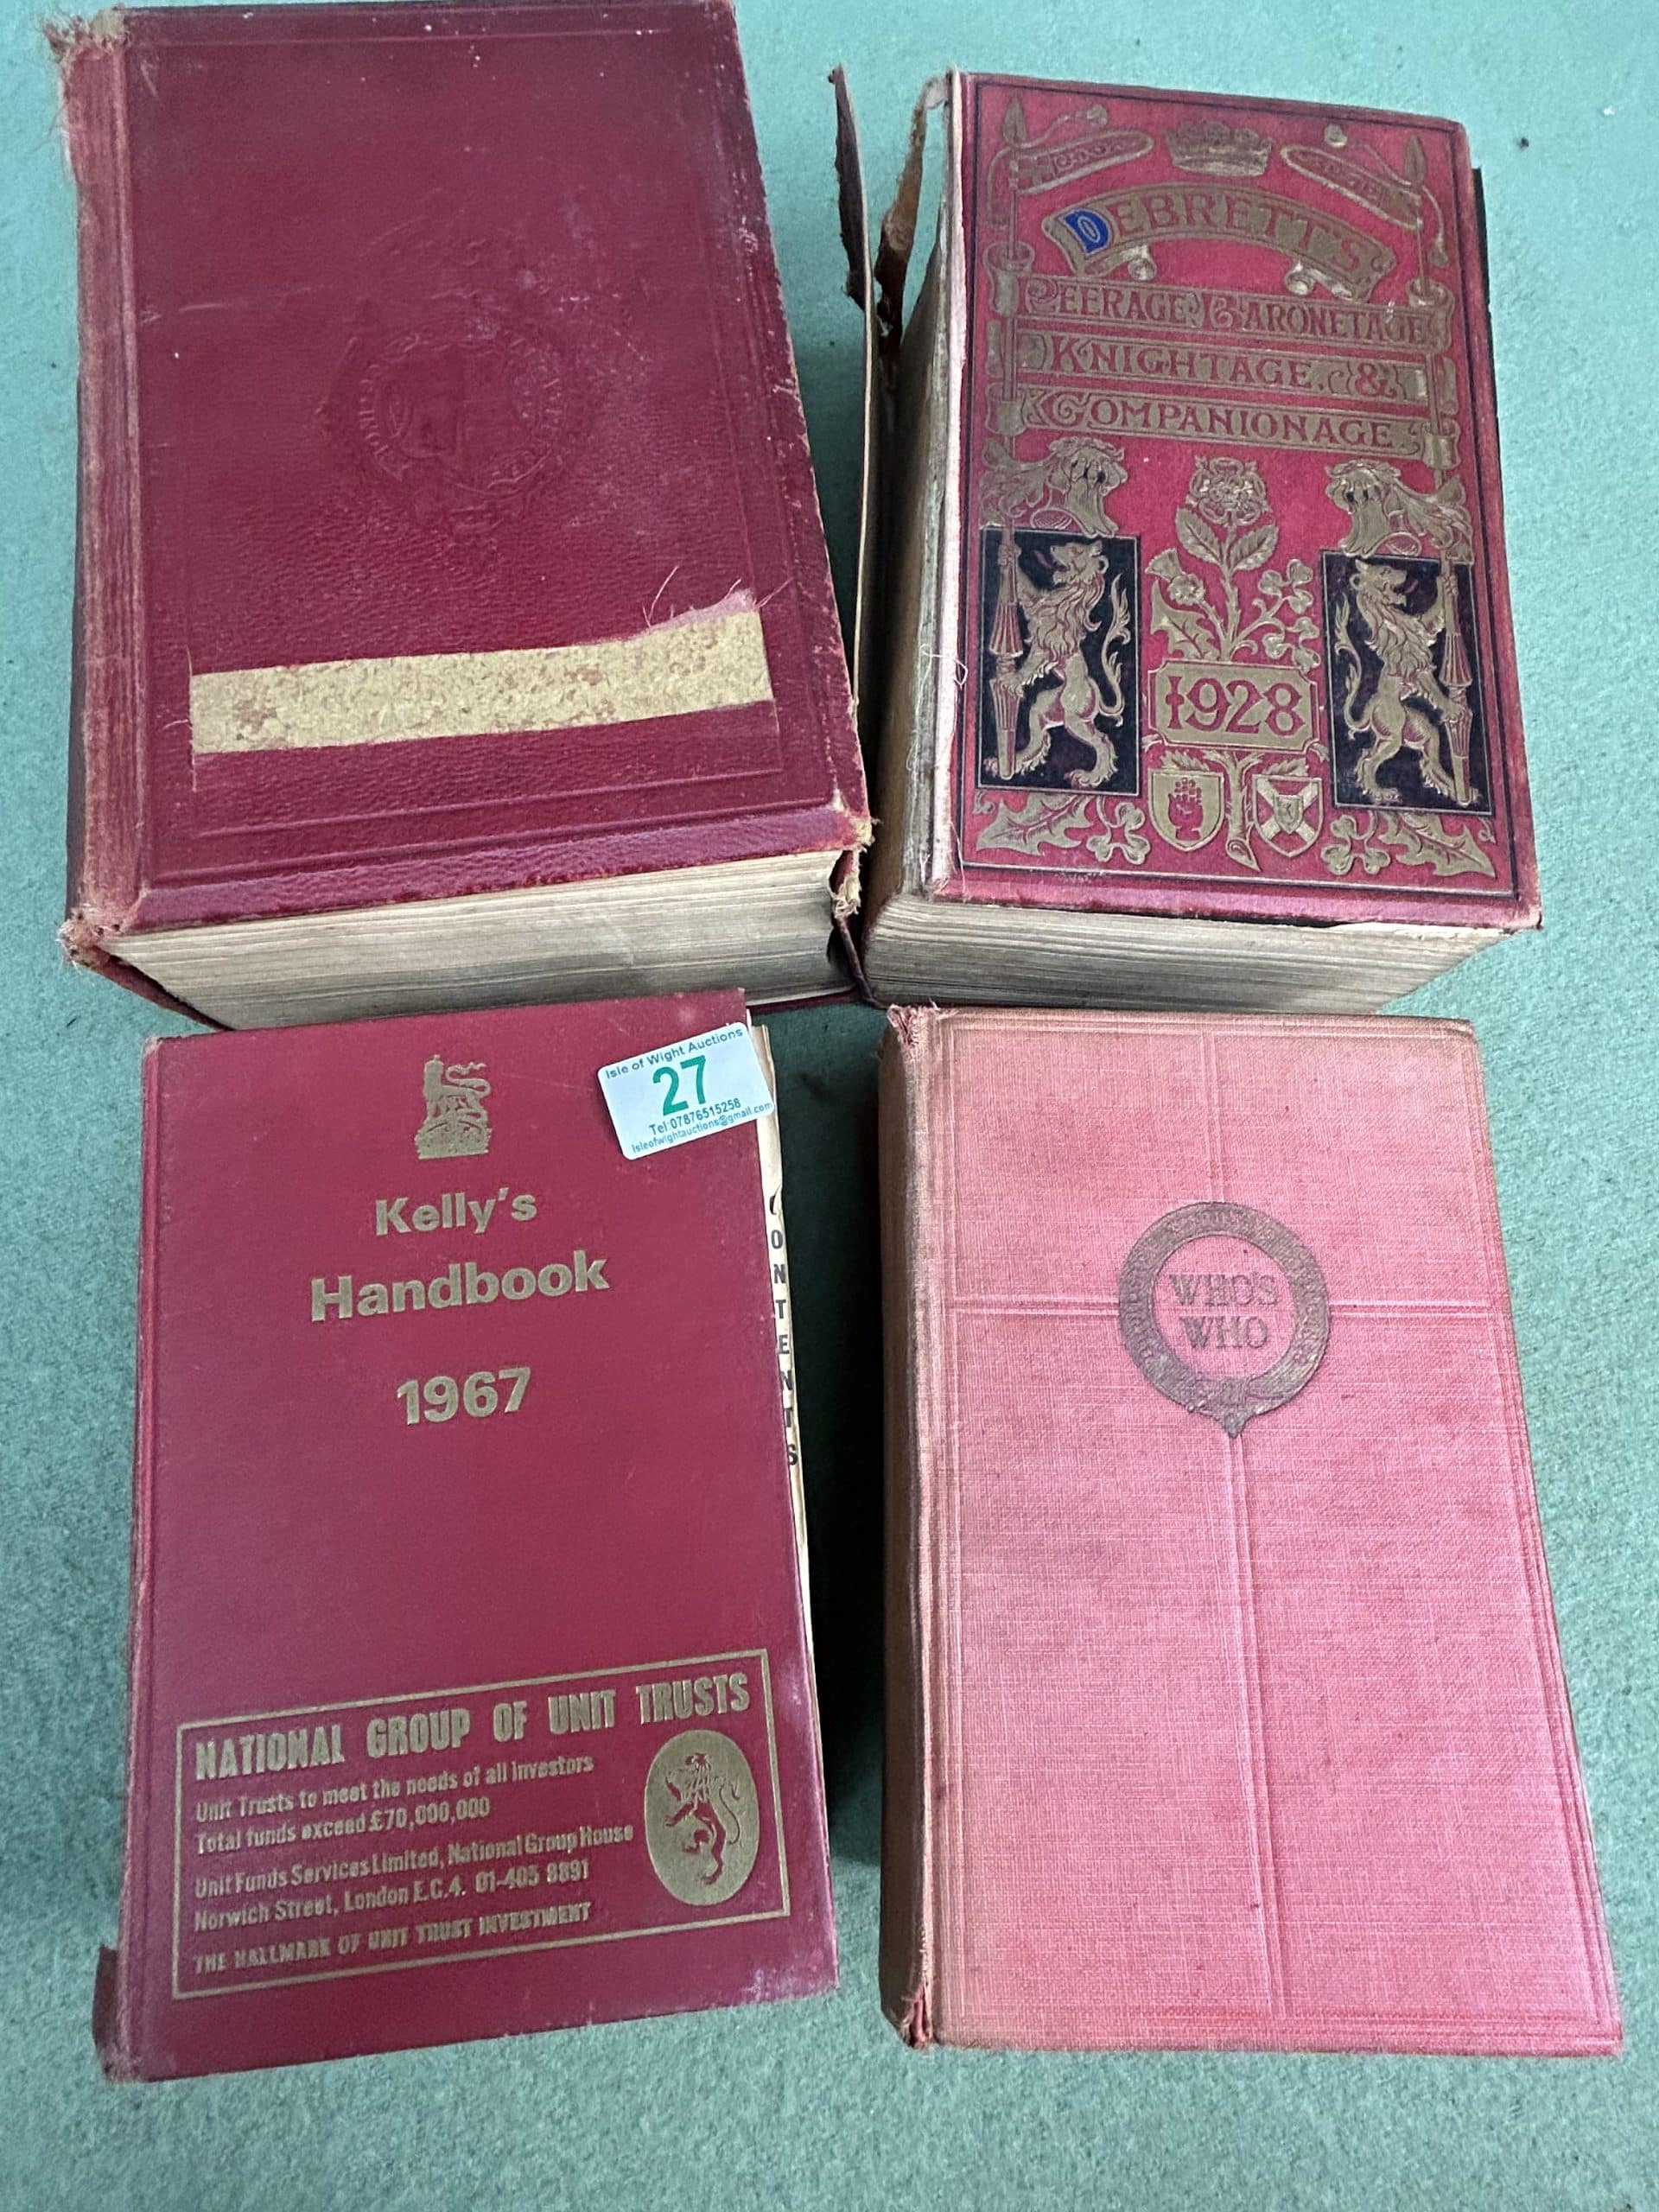 DEBRETT'S
PEERAGE, BARONETAGE
KNIGHTAGE, &
COMPANIONAGE.
1928
Isle of Wight Auctions
27
Tel:07876515258
isleofwightauctions@gmail.com
Kelly's
Handbook
1967
CONTENTS
NATIONAL GROUP OF UNIT TRUSTS
Unit Trusts to meet the needs of all investors
Total funds exceed £70,000,000
Unit Funds Services Limited, National Group House
Norwich Street, London E.C.4. 01-405 8891
THE HALLMARK OF UNIT TRUST INVESTMENT
WHO'S
WHO